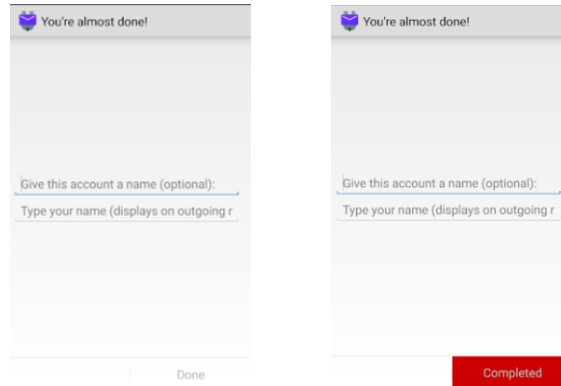 You're almost done!
Give this account a name (optional):
Type your name (displays on outgoing r
Done
You're almost done!
Give this account a name (optional):
Type your name (displays on outgoing r
Completed